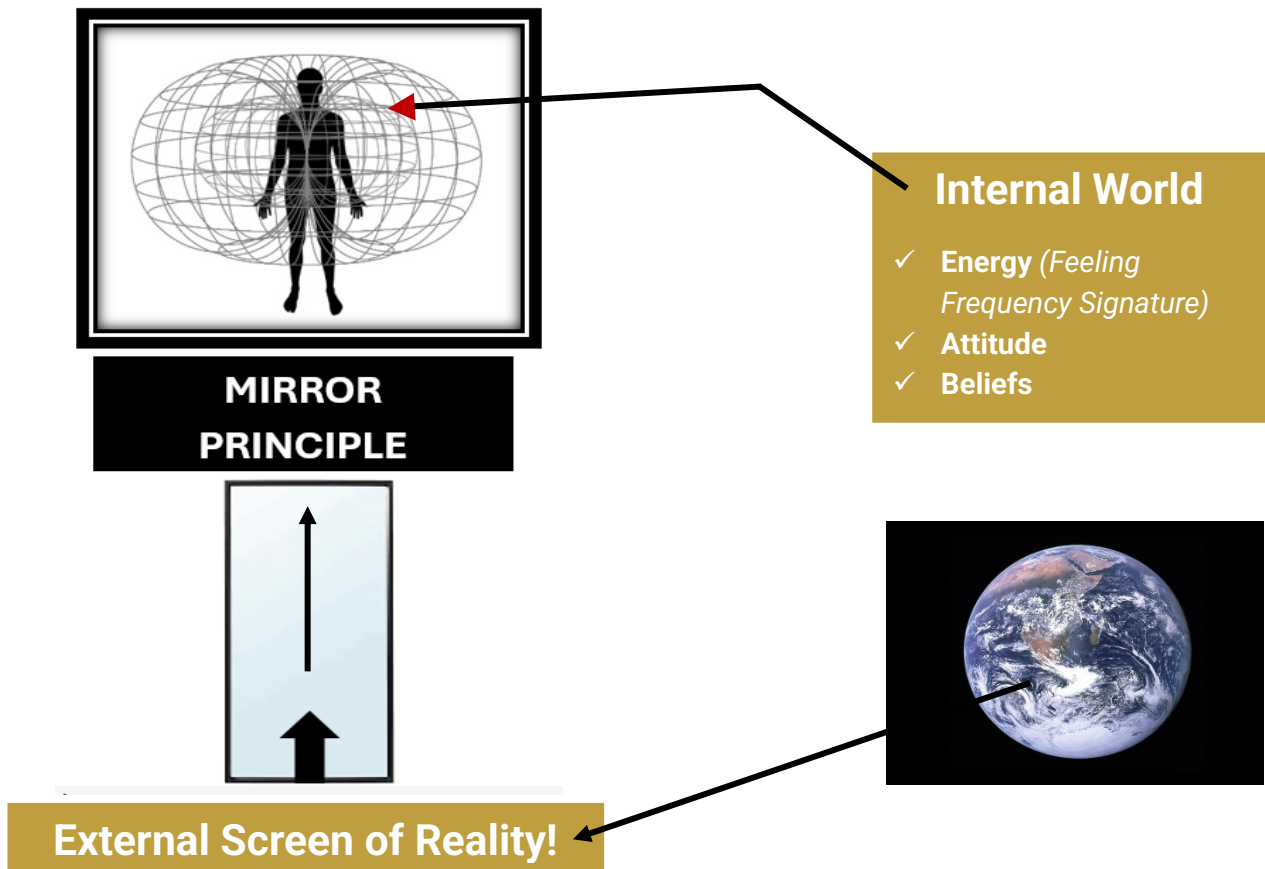 Internal World
✓ Energy (Feeling
Frequency Signature)
✓ Attitude
✓ Beliefs
MIRROR
PRINCIPLE
External Screen of Reality!